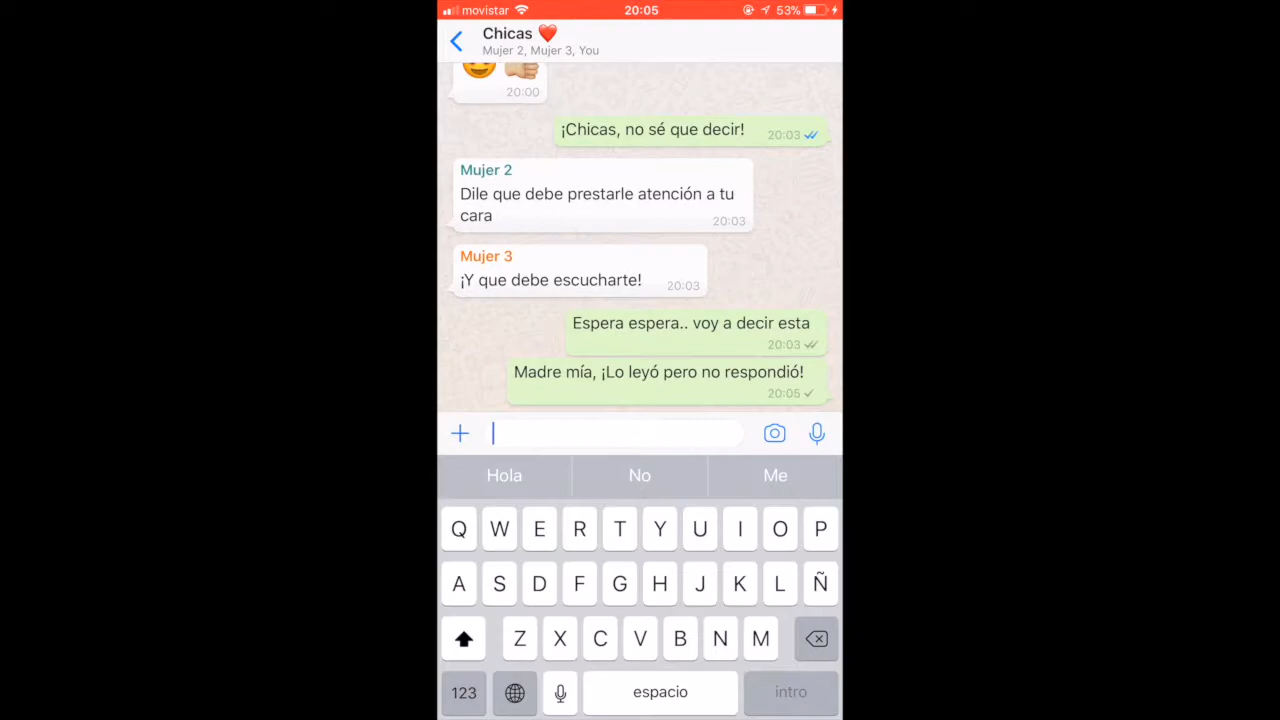 movistar 20:05 53%
Chicas ❤️
Mujer 2, Mujer 3, You
20:00
¡Chicas, no sé que decir! 20:03
Mujer 2
Dile que debe prestarle atención a tu
cara 20:03
Mujer 3
¡Y que debe escucharte! 20:03
Espera espera.. voy a decir esta
20:03
Madre mía, ¡Lo leyó pero no respondió!
20:05
Hola No Me
Q W E R T Y U I O P
A S D F G H J K L Ñ
Z X C V B N M
123 espacio intro